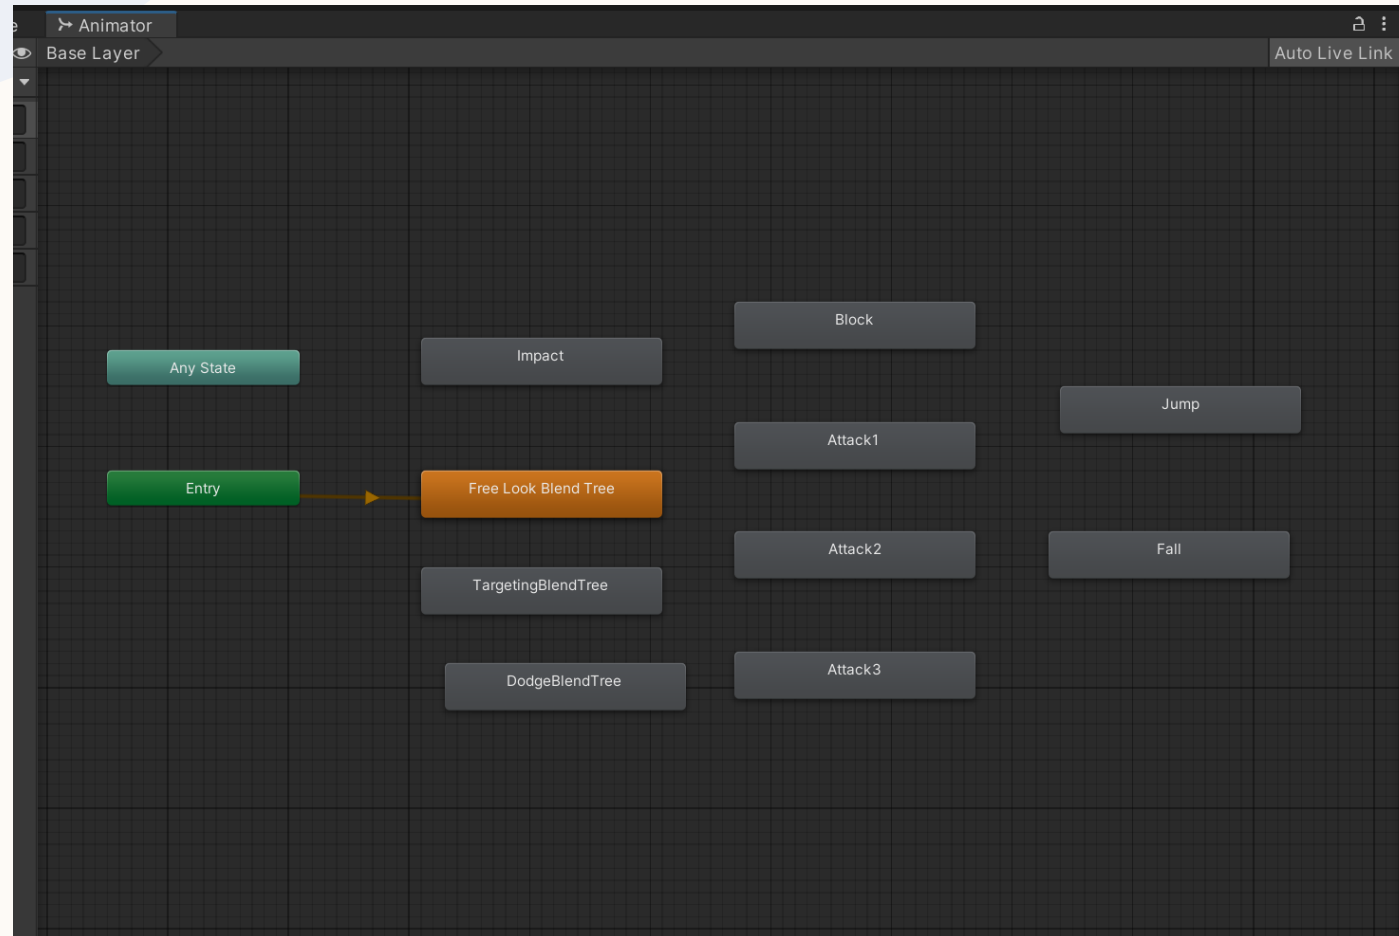 Animator
Base Layer
Auto Live Link
Block
Impact
Any State
Jump
Attack1
Entry
Free Look Blend Tree
Attack2
Fall
TargetingBlendTree
Attack3
DodgeBlendTree